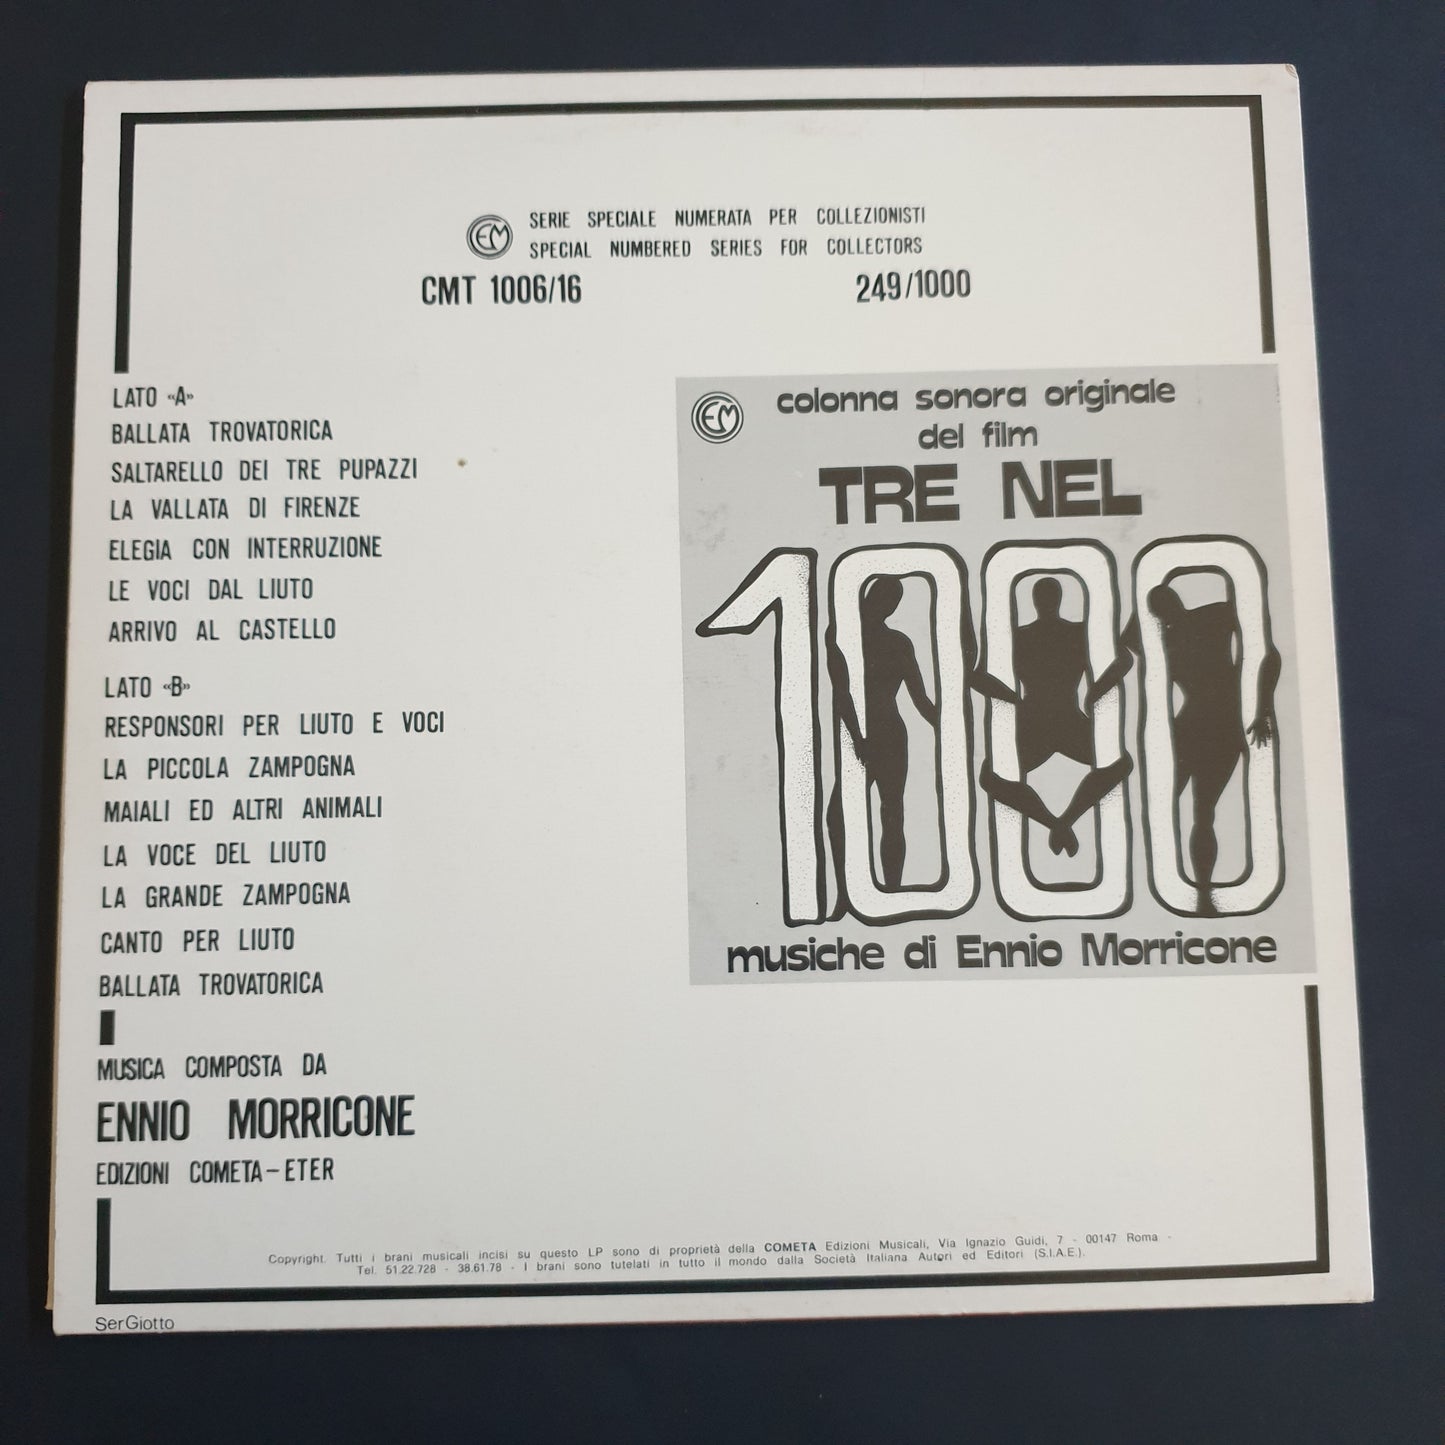 EM SERIE SPECIALE NUMERATA PER COLLEZIONISTI
SPECIAL NUMBERED SERIES FOR COLLECTORS
CMT 1006/16 249/1000
LATO «A»
BALLATA TROVATORICA
SALTARELLO DEI TRE PUPAZZI
LA VALLATA DI FIRENZE
ELEGIA CON INTERRUZIONE
LE VOCI DAL LIUTO
ARRIVO AL CASTELLO
LATO «B»
RESPONSORI PER LIUTO E VOCI
LA PICCOLA ZAMPOGNA
MAIALI ED ALTRI ANIMALI
LA VOCE DEL LIUTO
LA GRANDE ZAMPOGNA
CANTO PER LIUTO
BALLATA TROVATORICA
MUSICA COMPOSTA DA
ENNIO MORRICONE
EDIZIONI COMETA-ETER
EM colonna sonora originale
del film
TRE NEL
1000
musiche di Ennio Morricone
Copyright. Tutti i brani musicali incisi su questo LP sono di proprietà della COMETA Edizioni Musicali, Via Ignazio Guidi, 7 - 00147 Roma -
Tel. 51.22.728 - 38.61.78 - I brani sono tutelati in tutto il mondo dalla Società Italiana Autori ed Editori (S.I.A.E.).
SerGiotto